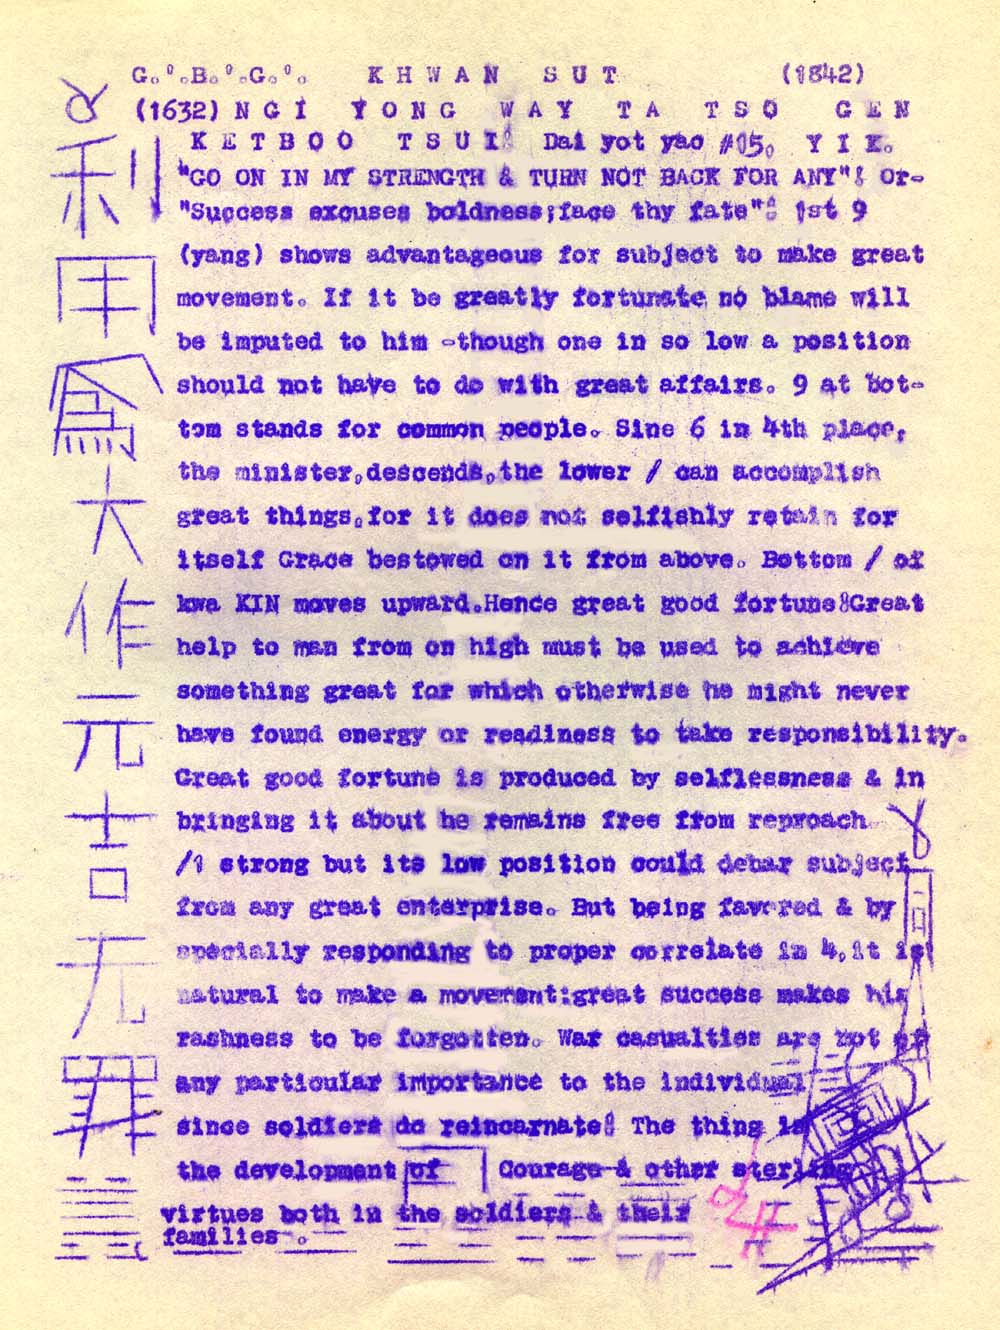 G.'.B.'.G.'. KHWAN SUT (1842)
(1632) NGI YONG WAY TA TSO GEN
KETBOO TSUI! Dai yot yao #15. YIK.
"GO ON IN MY STRENGTH & TURN NOT BACK FOR ANY"! Or-
"Success excuses boldness;face thy fate"! 1st 9
(yang) shows advantageous for subject to make great
movement. If it be greatly fortunate no blame will
be imputed to him -though one in so low a position
should not have to do with great affairs. 9 at bot-
tom stands for common people. Sinc 6 in 4th place,
the minister,descends,the lower / can accomplish
great things,for it does not selfishly retain for
itself Grace bestowed on it from above. Bottom / of
kwa KIN moves upward.Hence great good fortune!Great
help to man from on high must be used to achieve
something great for which otherwise he might never
have found energy or readiness to take responsibility.
Great good fortune is produced by selflessness & in
bringing it about he remains free from reproach
/1 strong but its low position could debar subject
from any great enterprise. But being favored & by
specially responding to proper correlate in 4,it is
natural to make a movement:great success makes his
rashness to be forgotten. War casualties are not of
any particular importance to the individual
since soldiers do reincarnate! The thing is
the development of Courage & other sterling
virtues both in the soldiers & their
families .
利
用
為
大
作
元
吉
无